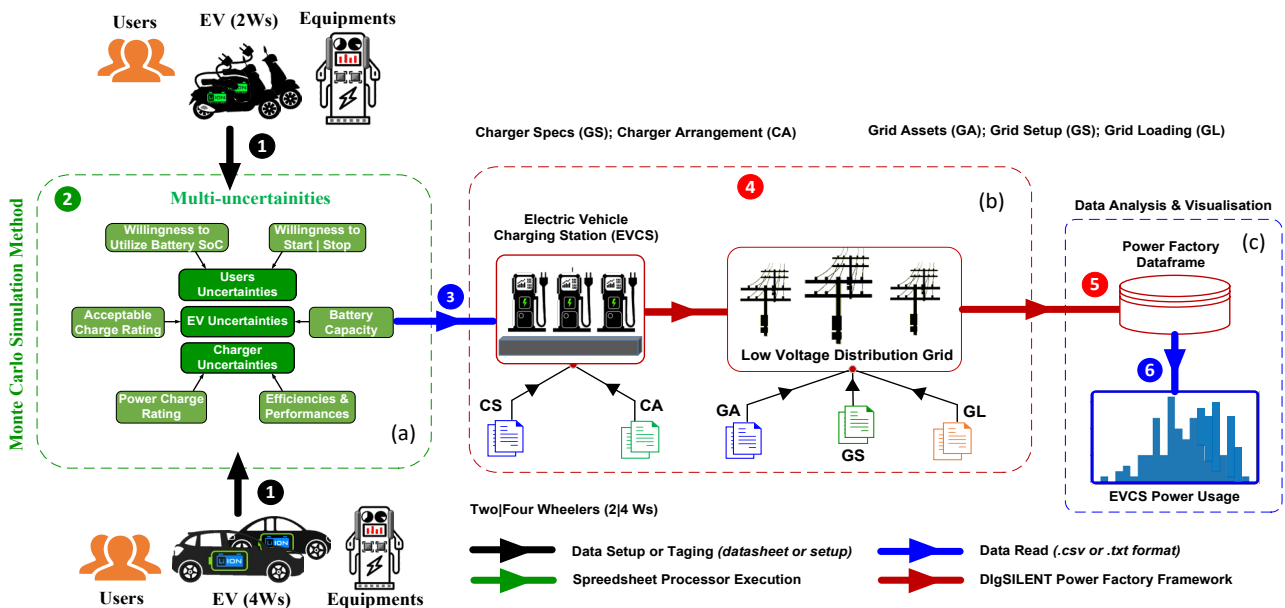 Users
EV (2Ws)
Equipments
1
Charger Specs (GS); Charger Arrangement (CA)
Grid Assets (GA); Grid Setup (GS); Grid Loading (GL)
Monte Carlo Simulation Method
2
Multi-uncertainities
Willingness to
Utilize Battery SoC
Willingness to
Start | Stop
Users
Uncertainties
Acceptable
Charge Rating
EV Uncertainties
Battery
Capacity
Charger
Uncertainties
Power Charge
Rating
Efficiencies &
Performances
(a)
3
4
(b)
Electric Vehicle
Charging Station (EVCS)
Low Voltage Distribution Grid
CS
CA
GA
GS
GL
Data Analysis & Visualisation
(c)
Power Factory
Dataframe
5
6
EVCS Power Usage
1
LI-ION
Users
EV (4Ws)
Equipments
Two|Four Wheelers (2|4 Ws)
Data Setup or Taging (datasheet or setup)
Data Read (.csv or .txt format)
Spreedsheet Processor Execution
DIgSILENT Power Factory Framework